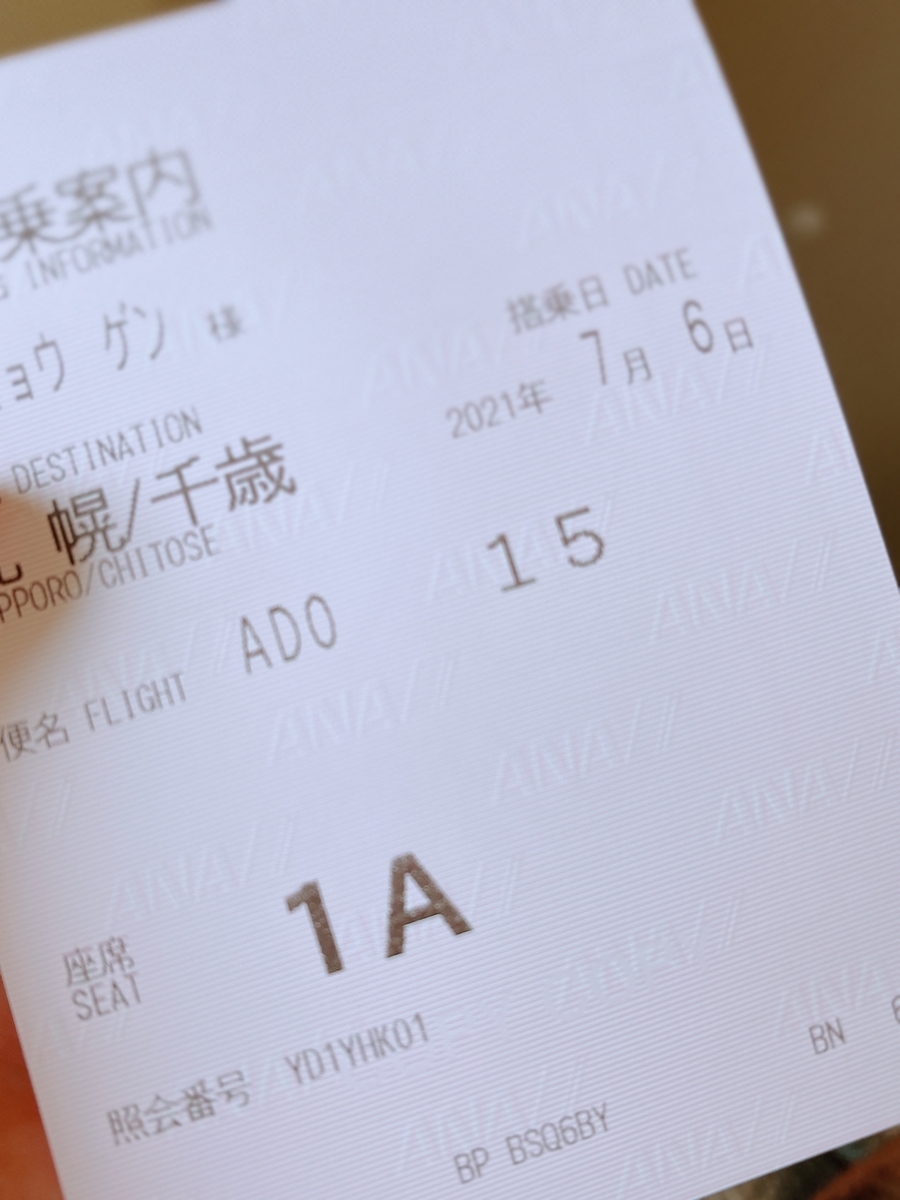 乗案内
INFORMATION
ョウ ゲン 様
搭乗日 DATE
2021年 7月 6日
DESTINATION
幌/千歳
PPORO/CHITOSE
ADO 15
便名 FLIGHT
1A
座席
SEAT
照会番号 YD1YHK01
BN 6
BP BSQ6BY
ANA